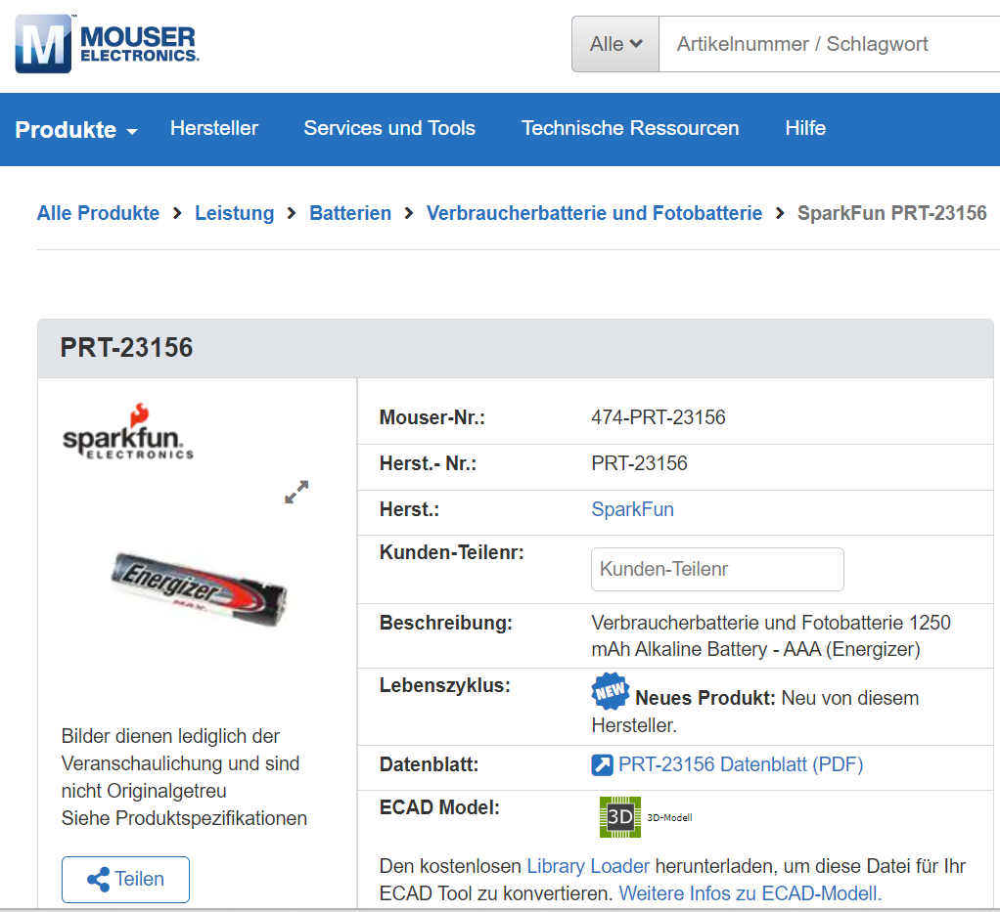 M MOUSER
ELECTRONICS.
Alle
Artikelnummer / Schlagwort
Produkte Hersteller Services und Tools Technische Ressourcen Hilfe
Alle Produkte Leistung Batterien Verbraucherbatterie und Fotobatterie SparkFun PRT-23156
PRT-23156
sparkfun.
ELECTRONICS
Energizer
MAX.
Bilder dienen lediglich der
Veranschaulichung und sind
nicht Originalgetreu
Siehe Produktspezifikationen
Teilen
Mouser-Nr.: 474-PRT-23156
Herst.- Nr.: PRT-23156
Herst.: SparkFun
Kunden-Teilenr: Kunden-Teilenr
Beschreibung: Verbraucherbatterie und Fotobatterie 1250
mAh Alkaline Battery - AAA (Energizer)
Lebenszyklus: NEW Neues Produkt: Neu von diesem
Hersteller.
Datenblatt: PRT-23156 Datenblatt (PDF)
ECAD Model: 3D 3D-Modell
Den kostenlosen Library Loader herunterladen, um diese Datei für Ihr
ECAD Tool zu konvertieren. Weitere Infos zu ECAD-Modell.